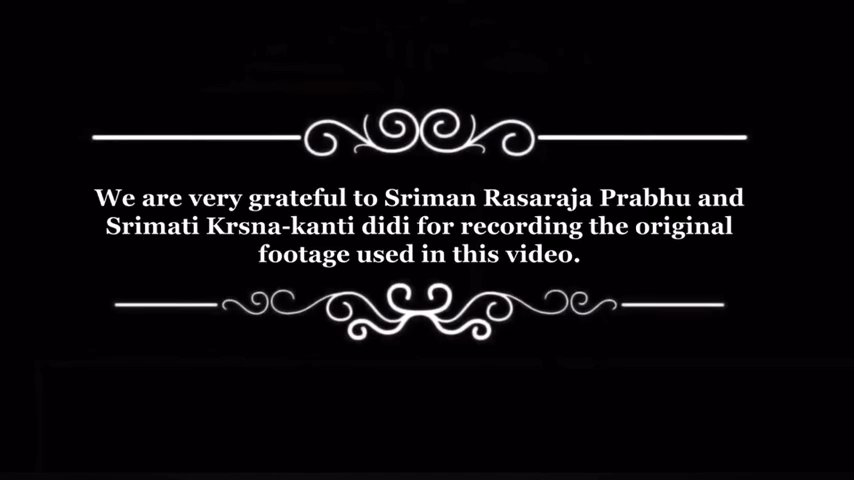 We are very grateful to Sriman Rasaraja Prabhu and
Srimati Krsna-kanti didi for recording the original
footage used in this video.